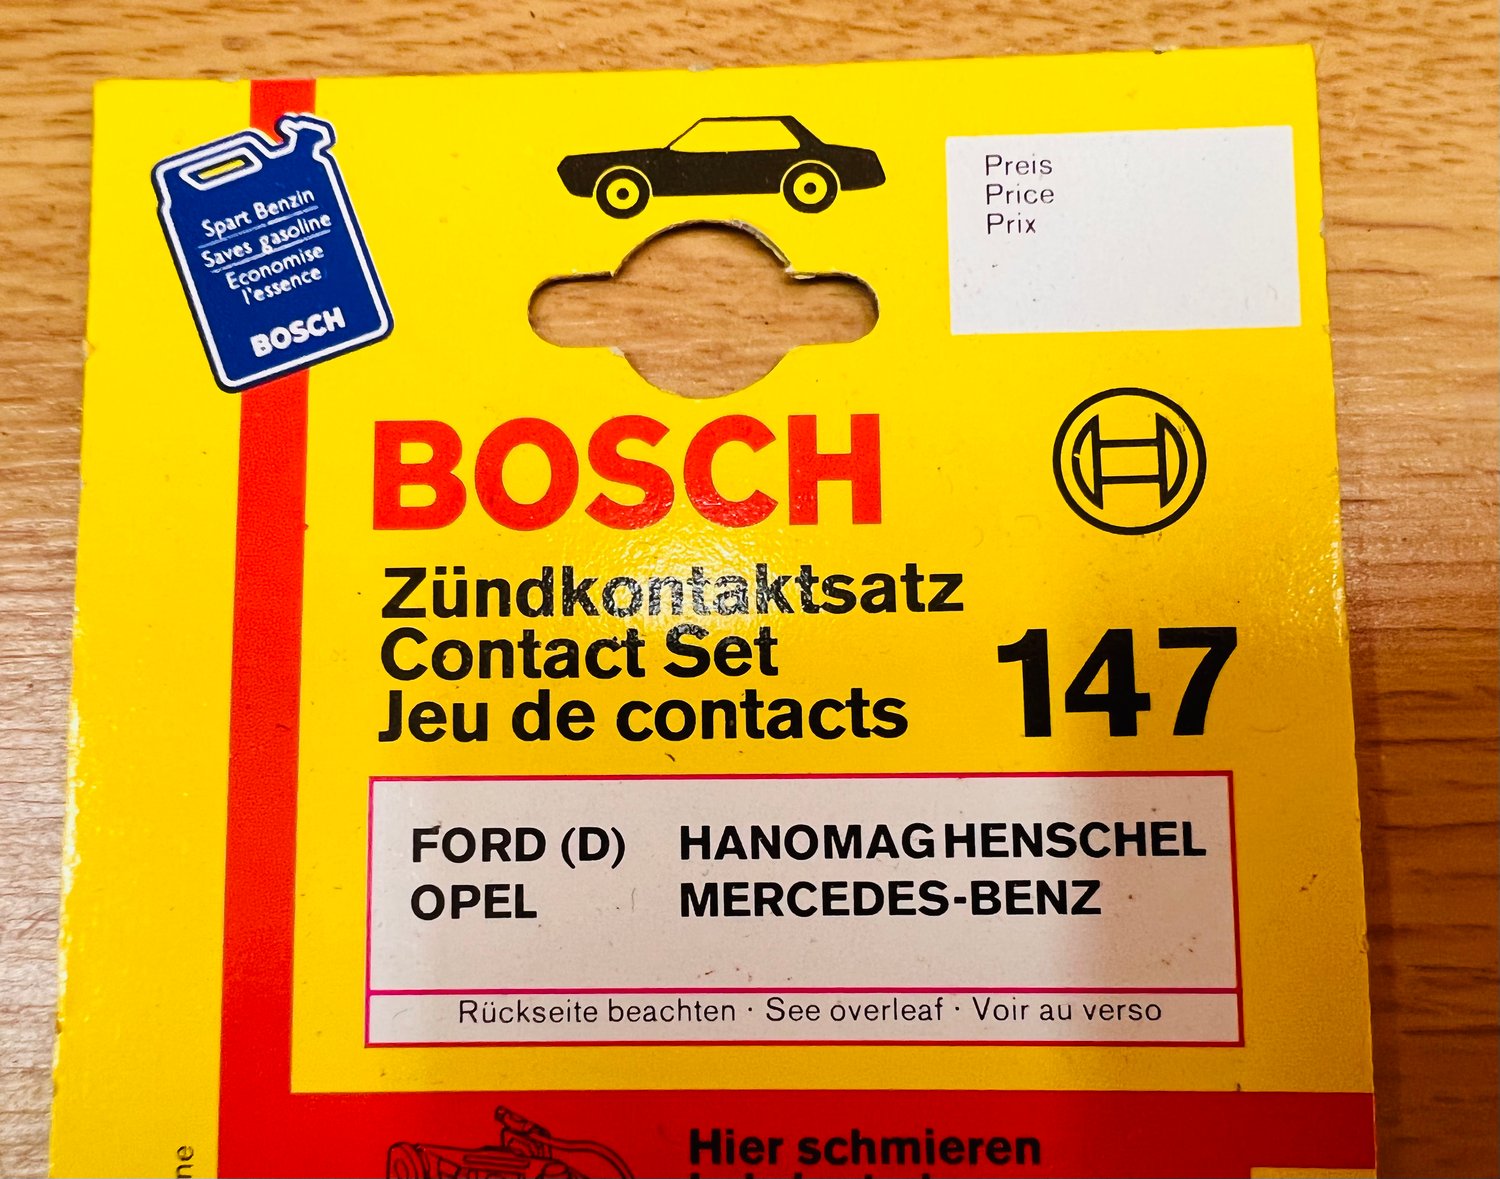 Spart Benzin
Saves gasoline
Economise
l'essence
BOSCH
Preis
Price
Prix
BOSCH
Zündkontaktsatz
Contact Set
Jeu de contacts
147
FORD (D) HANOMAG HENSCHEL
OPEL MERCEDES-BENZ
Rückseite beachten · See overleaf · Voir au verso
Hier schmieren